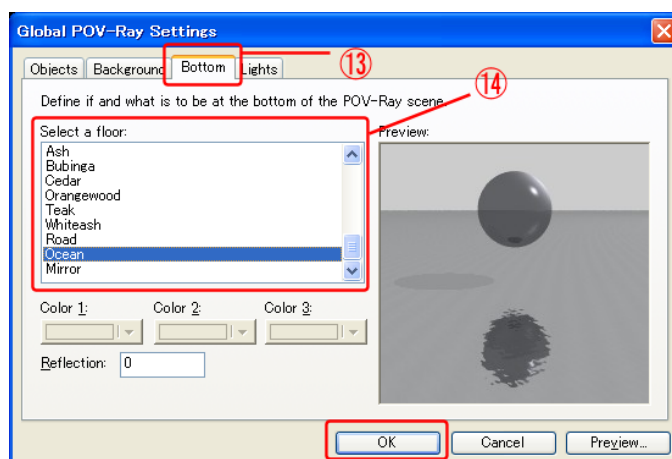 Global POV-Ray Settings
Objects Background Bottom Lights
⑬
⑭
Define if and what is to be at the bottom of the POV-Ray scene.
Select a floor:
Preview:
Ash
Bubinga
Cedar
Orangewood
Teak
Whiteash
Road
Ocean
Mirror
Color 1: Color 2: Color 3:
Reflection: 0
OK Cancel Preview...